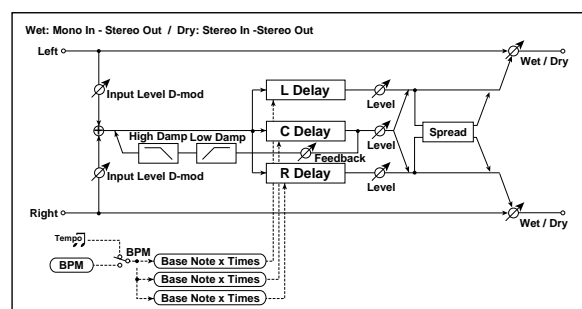 Wet: Mono In - Stereo Out / Dry: Stereo In -Stereo Out
Left
Wet / Dry
Input Level D-mod
L Delay
Level
High Damp
Low Damp
C Delay
Level
Spread
Feedback
Input Level D-mod
R Delay
Level
Right
Wet / Dry
Tempo
BPM
BPM
Base Note x Times
Base Note x Times
Base Note x Times